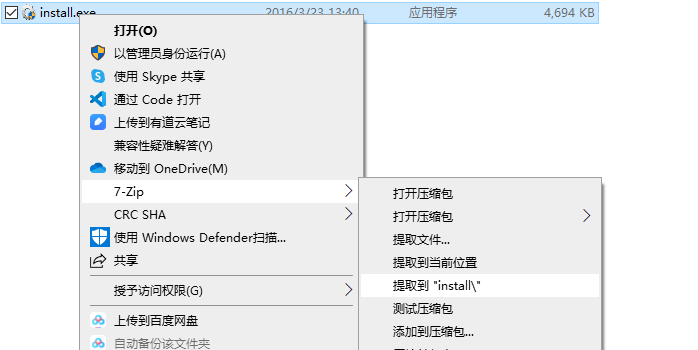 install.exe 2016/3/23 13:40 应用程序 4,694 KB
打开(O)
以管理员身份运行(A)
使用 Skype 共享
通过 Code 打开
上传到有道云笔记
兼容性疑难解答(Y)
移动到 OneDrive(M)
7-Zip
CRC SHA
使用 Windows Defender扫描...
共享
授予访问权限(G)
上传到百度网盘
自动备份该文件夹
打开压缩包
打开压缩包
提取文件...
提取到当前位置
提取到 "install\"
测试压缩包
添加到压缩包...